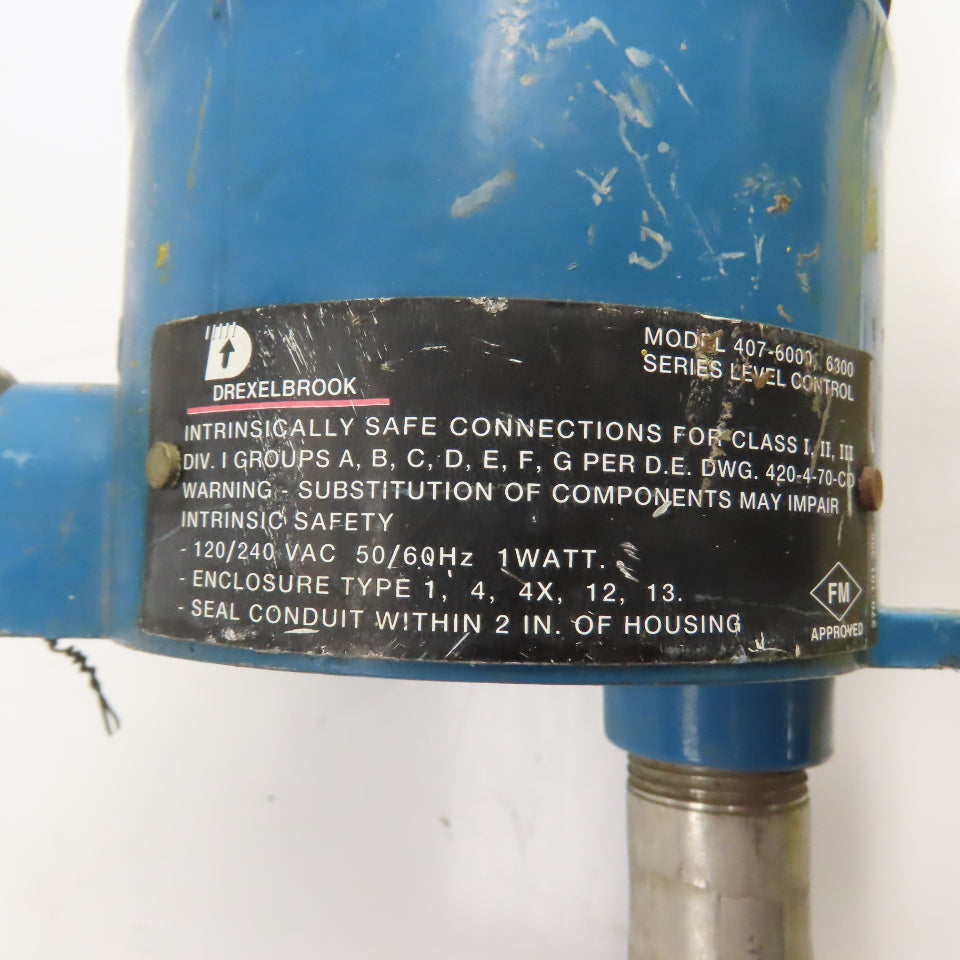 DREXELBROOK
MODEL 407-6000, 6300
SERIES LEVEL CONTROL
INTRINSICALLY SAFE CONNECTIONS FOR CLASS I, II, III
DIV. I GROUPS A, B, C, D, E, F, G PER D.E. DWG. 420-4-70-CD
WARNING - SUBSTITUTION OF COMPONENTS MAY IMPAIR
INTRINSIC SAFETY
- 120/240 VAC 50/60Hz 1WATT.
- ENCLOSURE TYPE 1, 4, 4X, 12, 13.
- SEAL CONDUIT WITHIN 2 IN. OF HOUSING
FM
APPROVED